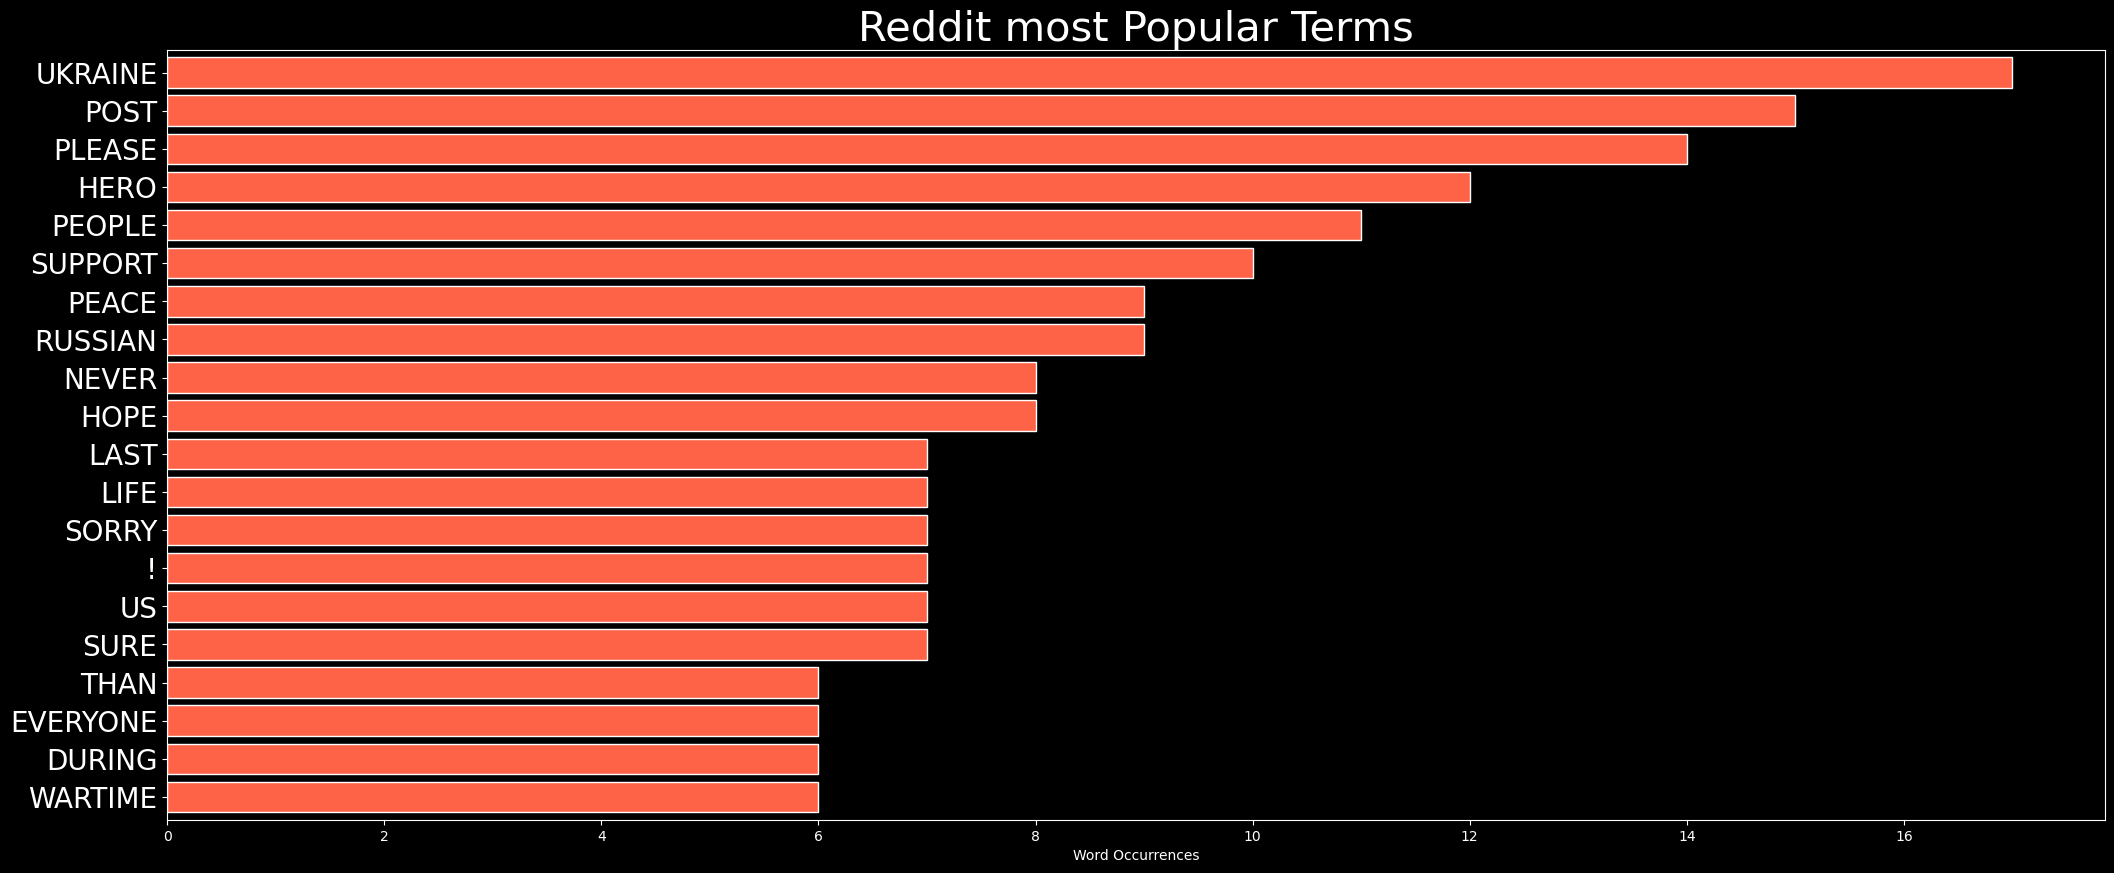 Reddit most Popular Terms
UKRAINE
POST
PLEASE
HERO
PEOPLE
SUPPORT
PEACE
RUSSIAN
NEVER
HOPE
LAST
LIFE
SORRY
!
US
SURE
THAN
EVERYONE
DURING
WARTIME
0 2 4 6 8 10 12 14 16
Word Occurrences